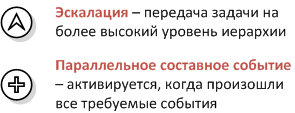 Эскалация – передача задачи на
более высокий уровень иерархии
Параллельное составное событие
– активируется, когда произошли
все требуемые события